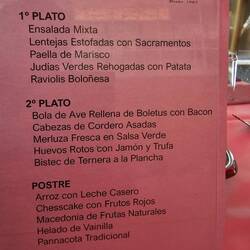 1º PLATO
Ensalada Mixta
Lentejas Estofadas con Sacramentos
Paella de Marisco
Judias Verdes Rehogadas con Patata
Raviolis Boloñesa
2º PLATO
Bola de Ave Rellena de Boletus con Bacon
Cabezas de Cordero Asadas
Merluza Fresca en Salsa Verde
Huevos Rotos con Jamón y Trufa
Bistec de Ternera a la Plancha
POSTRE
Arroz con Leche Casero
Chesscake con Frutos Rojos
Macedonia de Frutas Naturales
Helado de Vainilla
Pannacota Tradicional